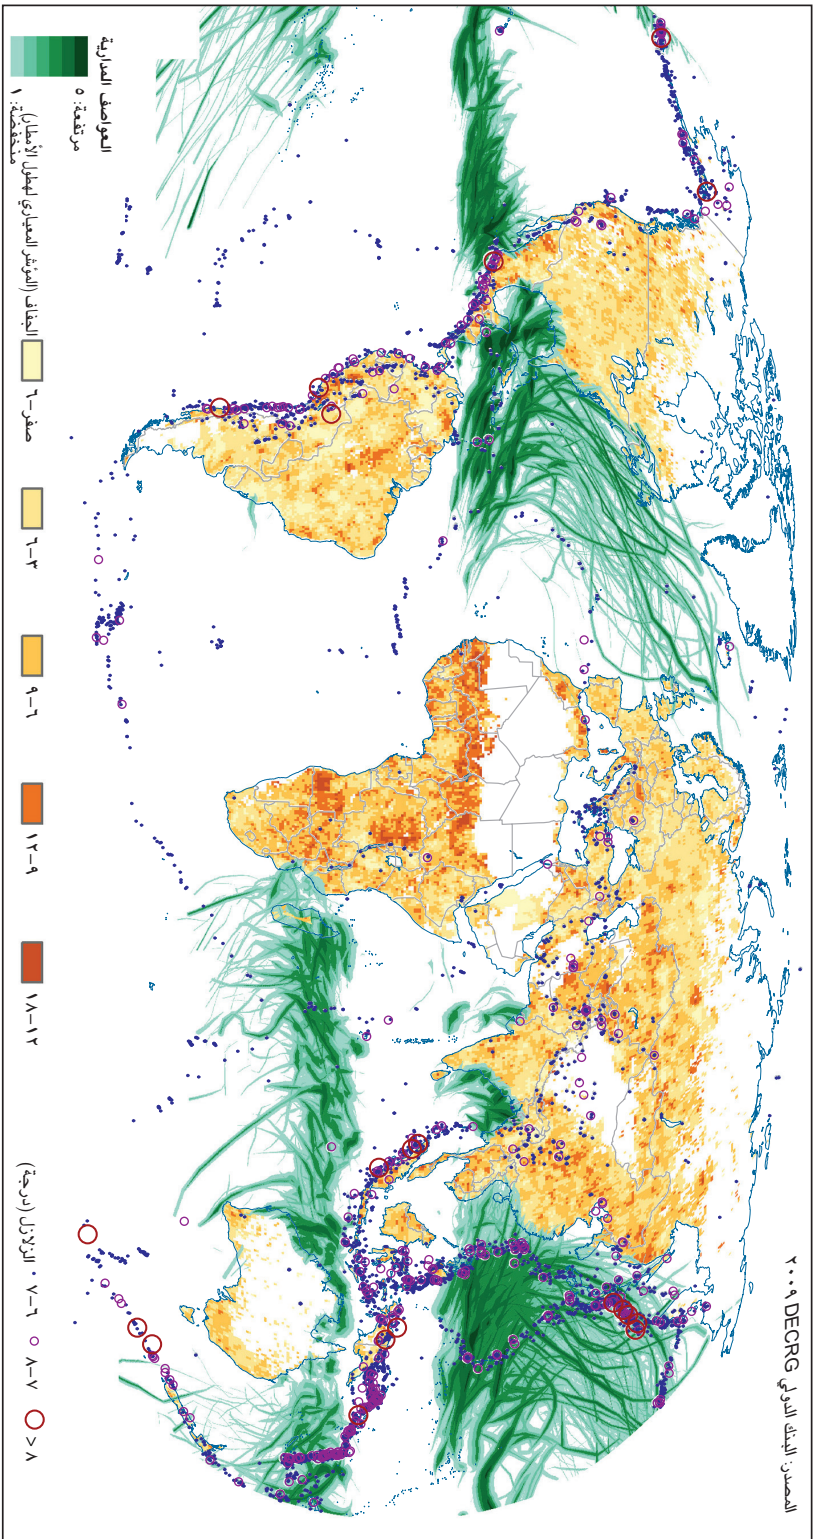 المصدر: البنك الدولي DECRG ٢٠٠٩
العواصف المدارية
مرتفعة: ٥
منخفضة: ١
الجفاف (المؤشر المعياري لهطول الأمطار)
صفر–٦
٣–٦
٦–٩
٩–١٢
١٢–١٨
الزلازل (درجة)
٦–٧
٧–٨
>٨